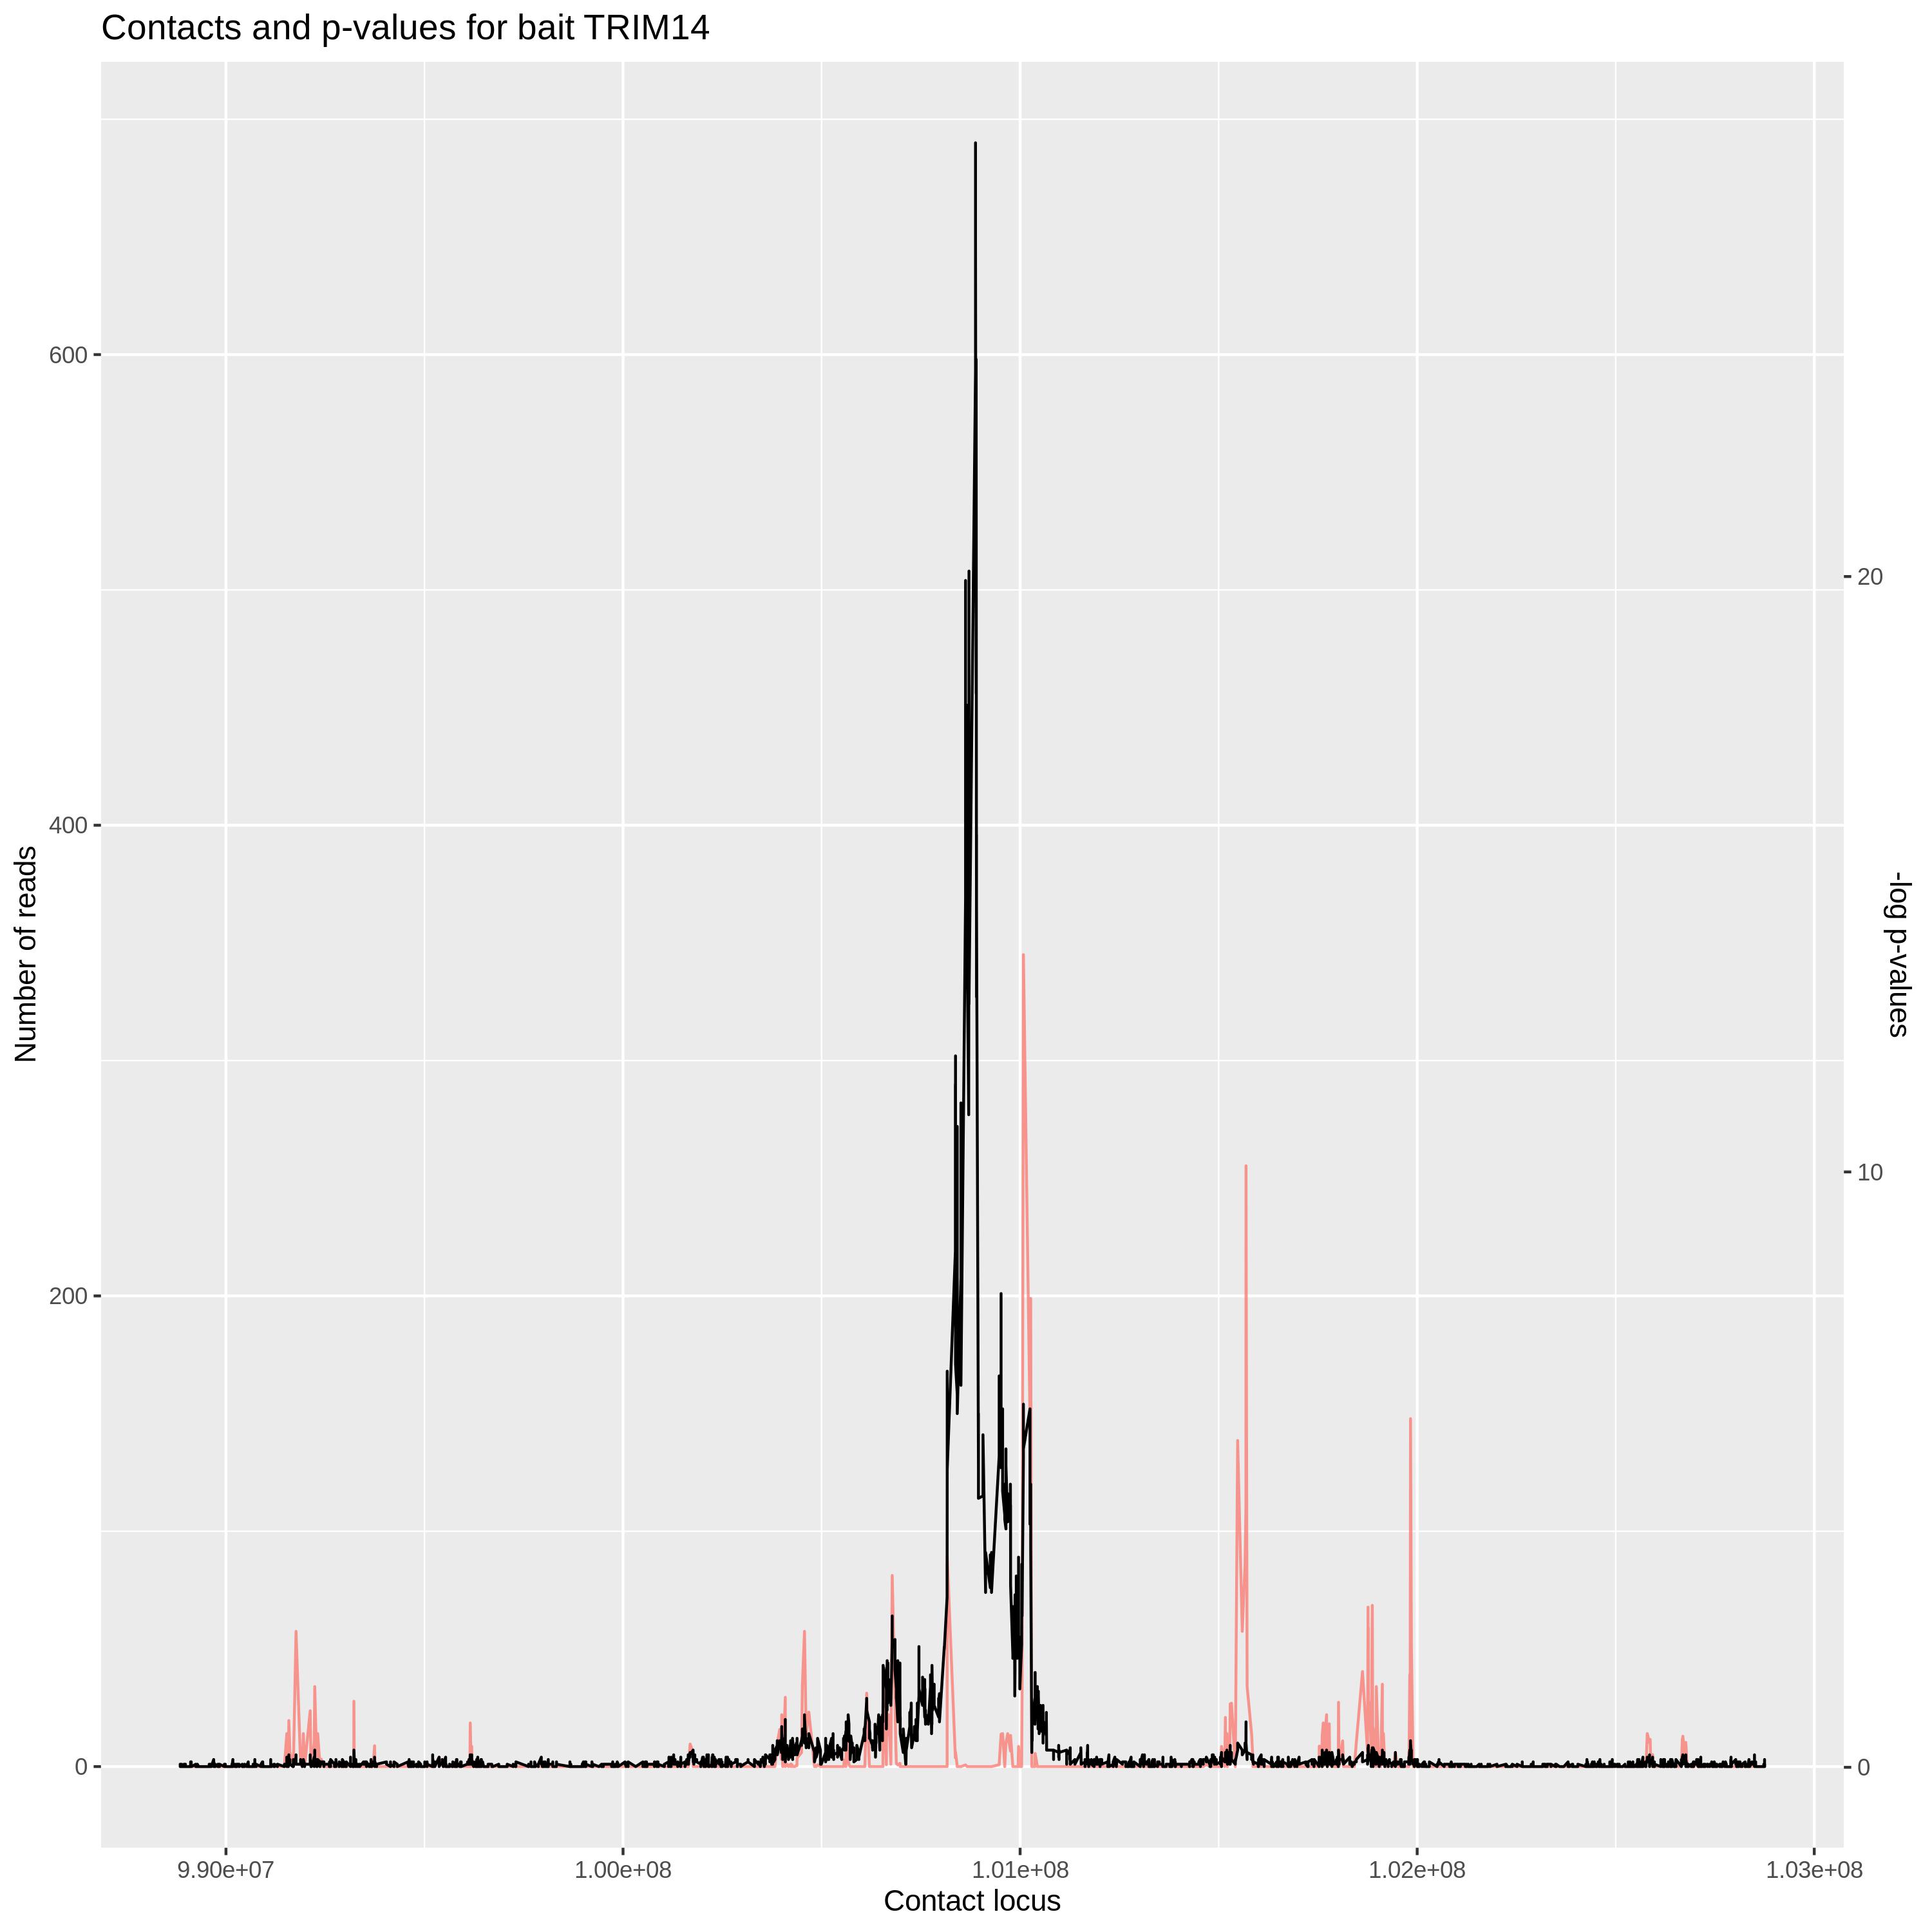 Contacts and p-values for bait TRIM14
600
400
200
0
Number of reads
20
10
0
-log p-values
9.90e+07
1.00e+08
1.01e+08
1.02e+08
1.03e+08
Contact locus